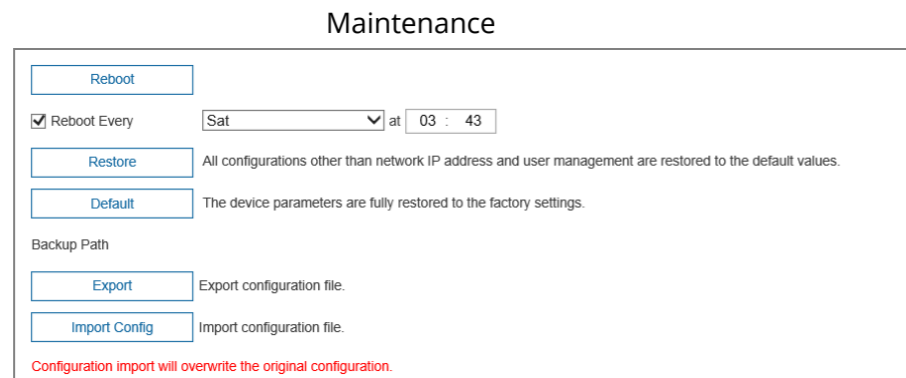 Maintenance
Reboot
Reboot Every Sat at 03 : 43
Restore All configurations other than network IP address and user management are restored to the default values.
Default The device parameters are fully restored to the factory settings.
Backup Path
Export Export configuration file.
Import Config Import configuration file.
Configuration import will overwrite the original configuration.